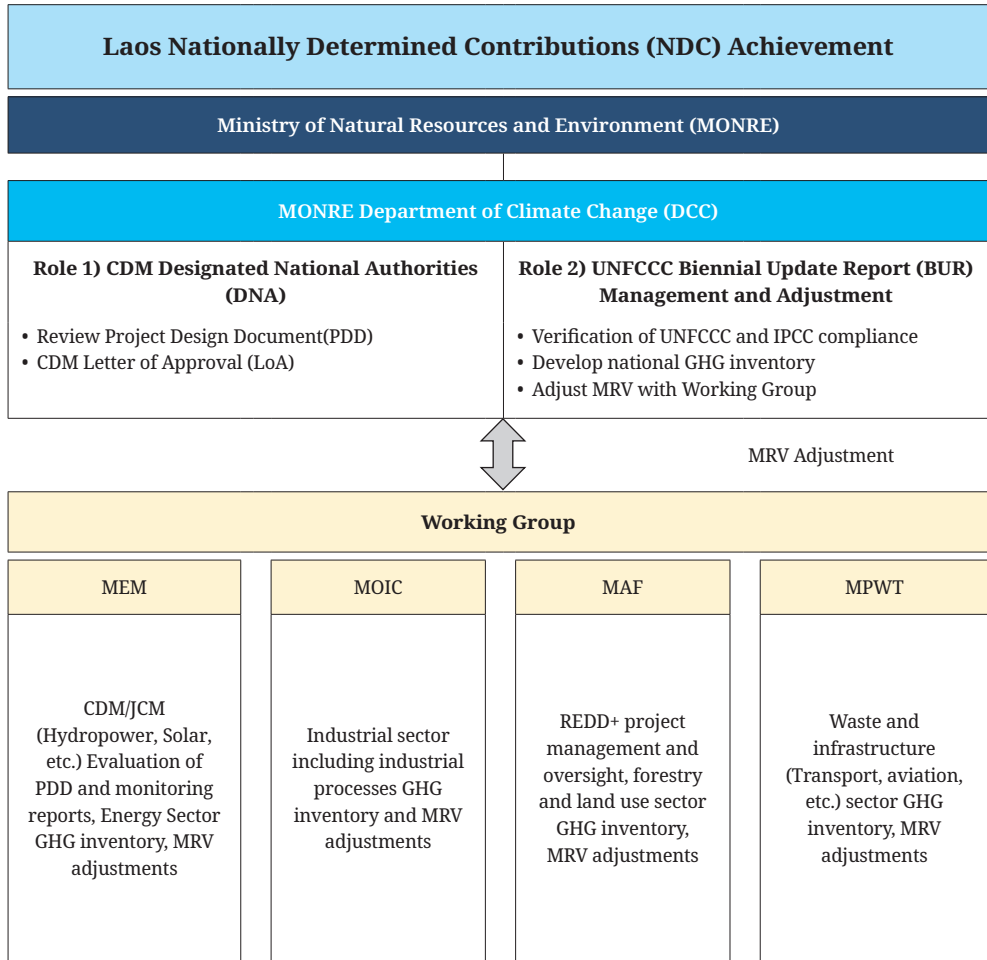 Laos Nationally Determined Contributions (NDC) Achievement
Ministry of Natural Resources and Environment (MONRE)
MONRE Department of Climate Change (DCC)
Role 1) CDM Designated National Authorities
(DNA)
• Review Project Design Document(PDD)
• CDM Letter of Approval (LoA)
Role 2) UNFCCC Biennial Update Report (BUR)
Management and Adjustment
• Verification of UNFCCC and IPCC compliance
• Develop national GHG inventory
• Adjust MRV with Working Group
MRV Adjustment
Working Group
MEM
CDM/JCM
(Hydropower, Solar,
etc.) Evaluation of
PDD and monitoring
reports, Energy Sector
GHG inventory, MRV
adjustments
MOIC
Industrial sector
including industrial
processes GHG
inventory and MRV
adjustments
MAF
REDD+ project
management and
oversight, forestry
and land use sector
GHG inventory,
MRV adjustments
MPWT
Waste and
infrastructure
(Transport, aviation,
etc.) sector GHG
inventory, MRV
adjustments